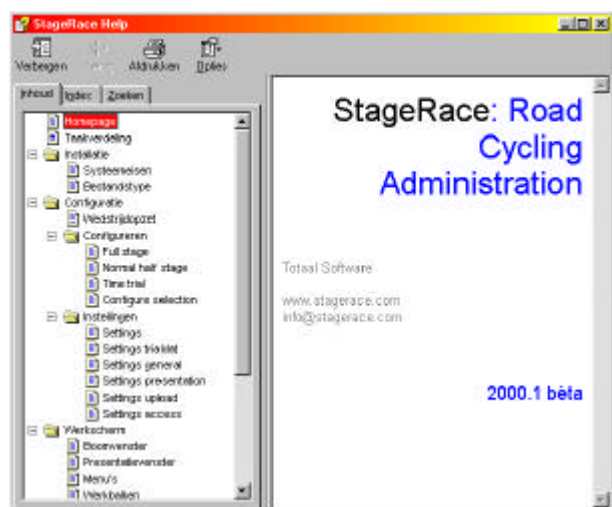 StageRace Help
Verbergen Afdrukken Opties
Inhoud Index Zoeken
Homepage
Taakverdeling
Installatie
Systeemeisen
Bestandstype
Configuratie
Wedstrijdopzet
Configureren
Full stage
Normal half stage
Time trial
Configure selection
Instellingen
Settings
Settings general
Settings presentation
Settings upload
Settings access
Werkscherm
Boomvenster
Presentatievenster
Menu's
Werkbalken
StageRace: Road
Cycling
Administration
Totaal Software
www.stagerace.com
info@stagerace.com
2000.1 bèta